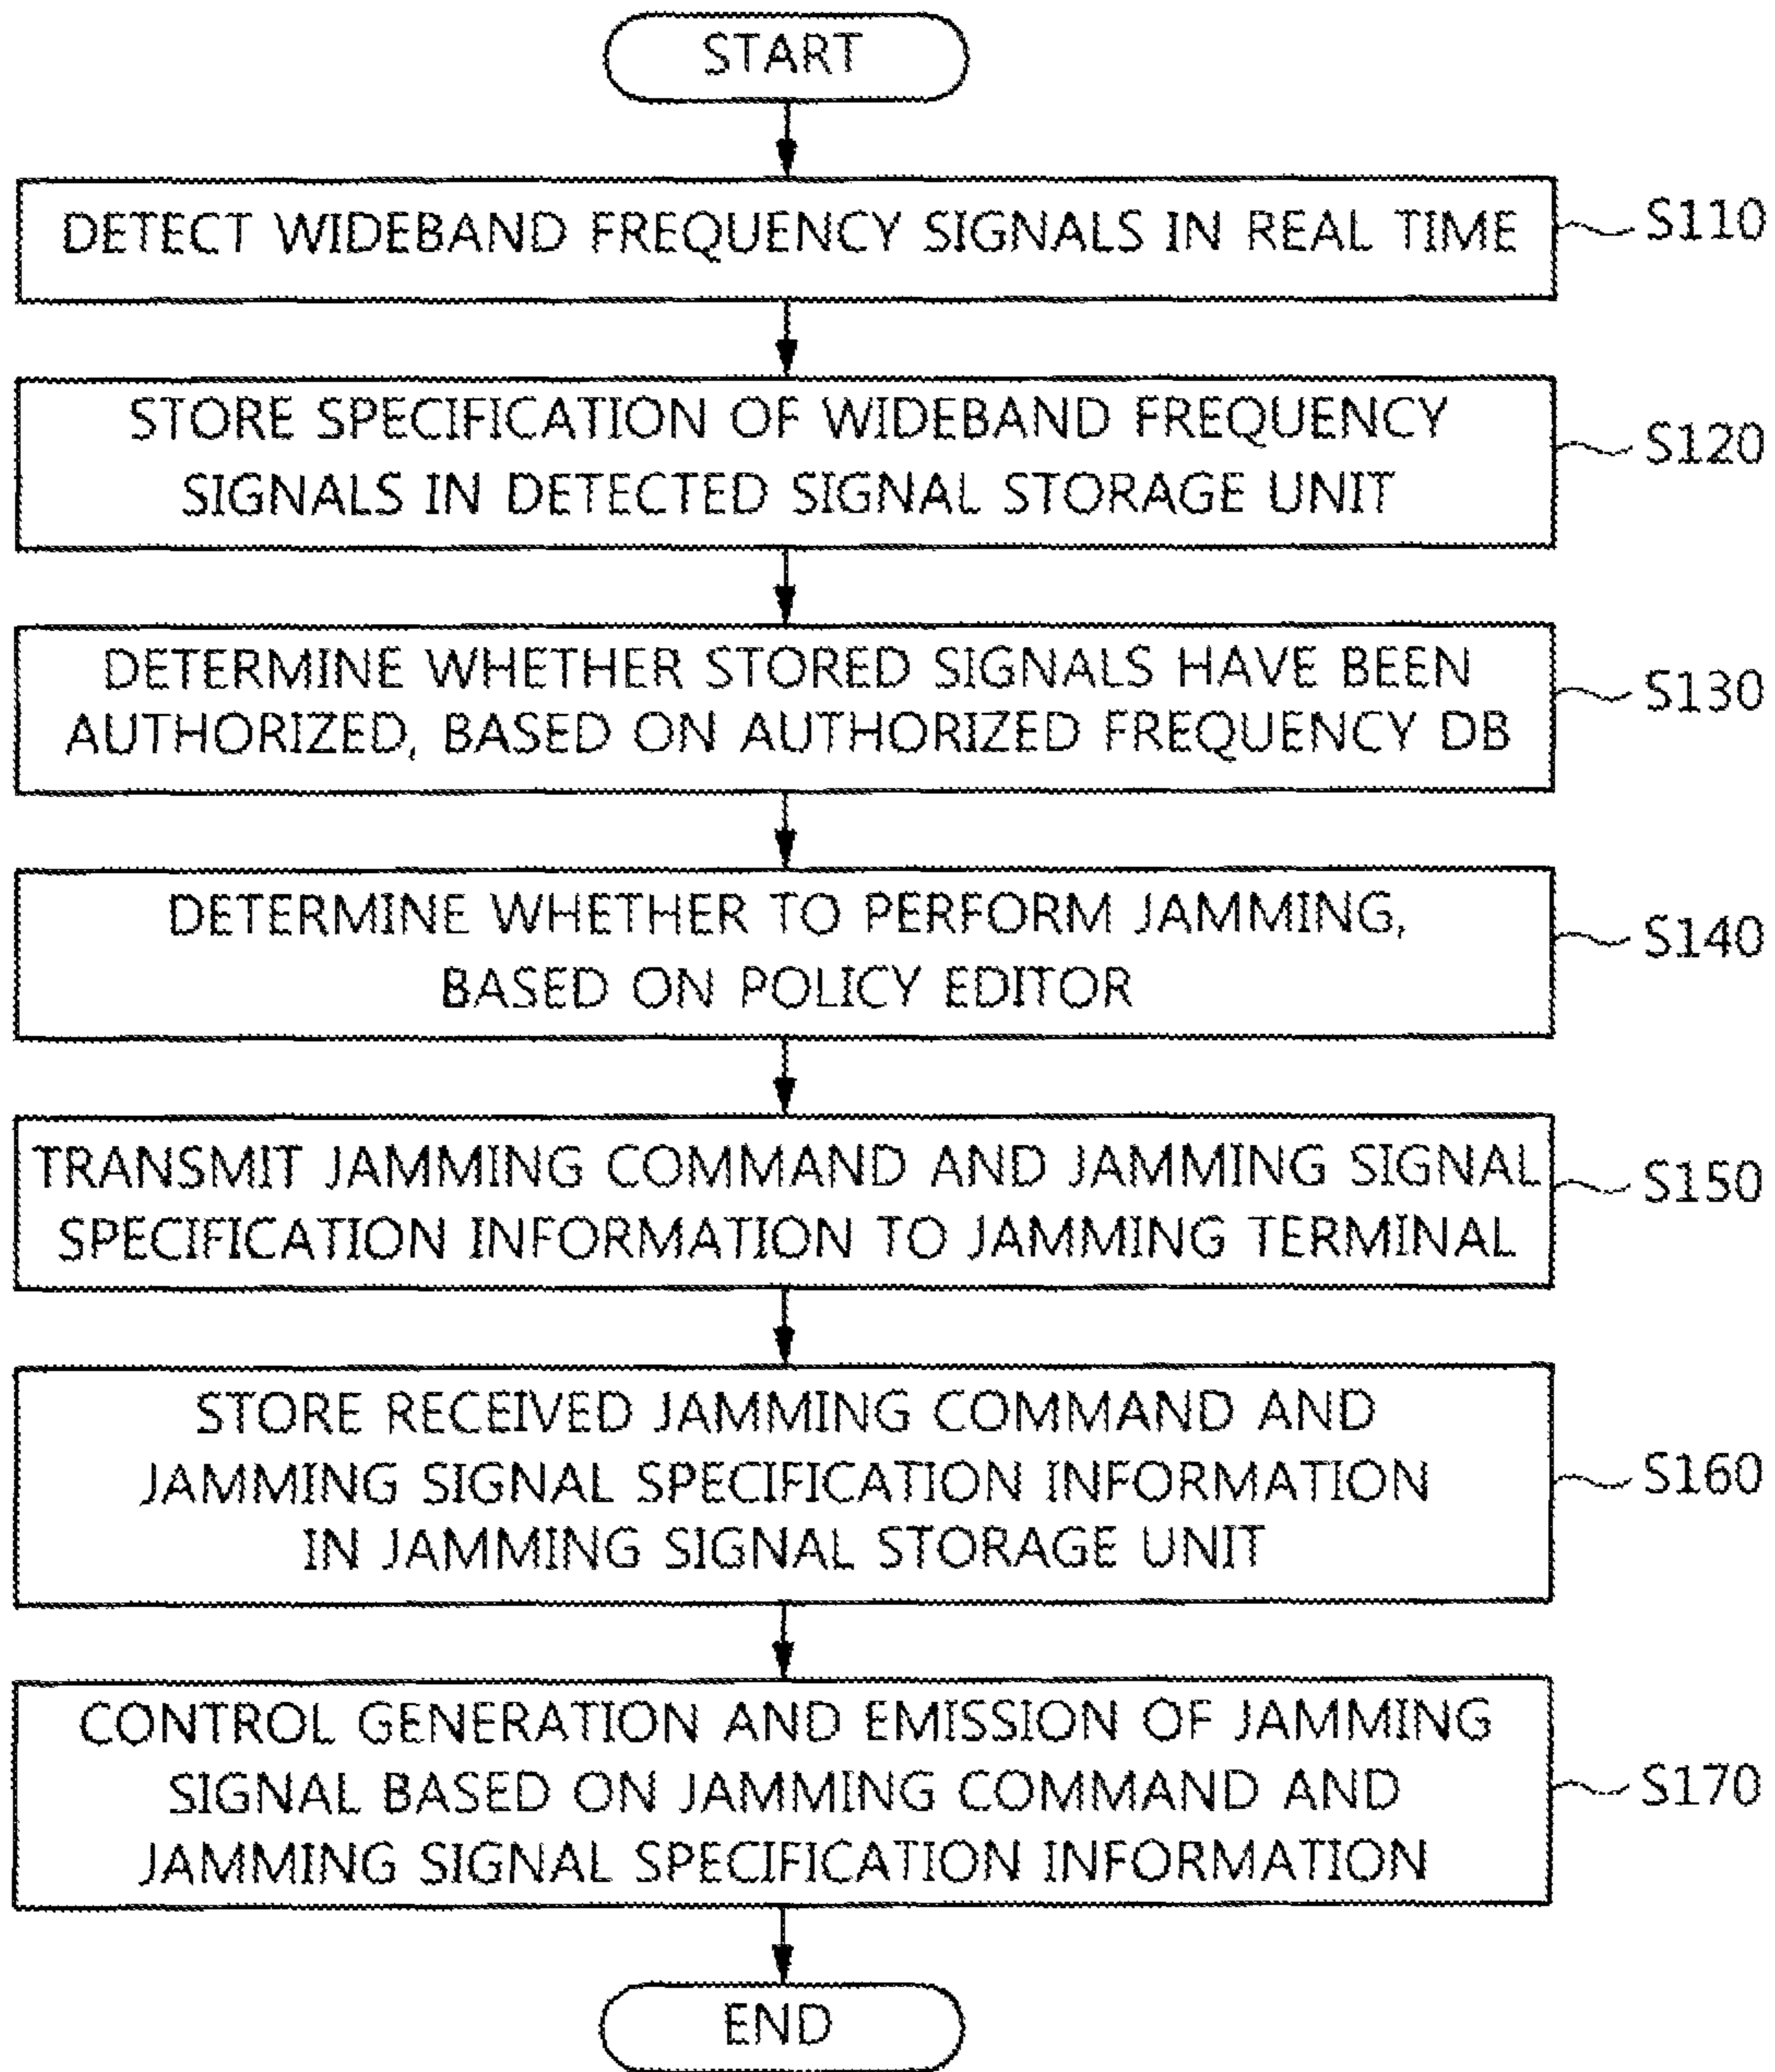 START
DETECT WIDEBAND FREQUENCY SIGNALS IN REAL TIME
S110
STORE SPECIFICATION OF WIDEBAND FREQUENCY
SIGNALS IN DETECTED SIGNAL STORAGE UNIT
S120
DETERMINE WHETHER STORED SIGNALS HAVE BEEN
AUTHORIZED, BASED ON AUTHORIZED FREQUENCY DB
S130
DETERMINE WHETHER TO PERFORM JAMMING,
BASED ON POLICY EDITOR
S140
TRANSMIT JAMMING COMMAND AND JAMMING SIGNAL
SPECIFICATION INFORMATION TO JAMMING TERMINAL
S150
STORE RECEIVED JAMMING COMMAND AND
JAMMING SIGNAL SPECIFICATION INFORMATION
IN JAMMING SIGNAL STORAGE UNIT
S160
CONTROL GENERATION AND EMISSION OF JAMMING
SIGNAL BASED ON JAMMING COMMAND AND
JAMMING SIGNAL SPECIFICATION INFORMATION
S170
END